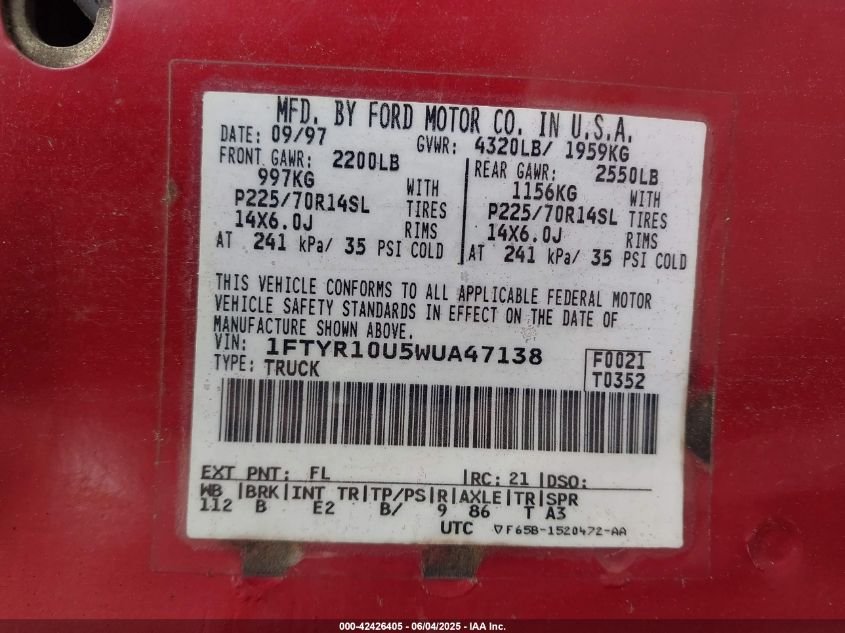 MFD. BY FORD MOTOR CO. IN U.S.A.
DATE: 09/97 GVWR: 4320LB/ 1959KG
FRONT GAWR: 2200LB REAR GAWR: 2550LB
997KG WITH 1156KG WITH
P225/70R14SL TIRES P225/70R14SL TIRES
14X6.0J RIMS 14X6.0J RIMS
AT 241 kPa/ 35 PSI COLD AT 241 kPa/ 35 PSI COLD
THIS VEHICLE CONFORMS TO ALL APPLICABLE FEDERAL MOTOR
VEHICLE SAFETY STANDARDS IN EFFECT ON THE DATE OF
MANUFACTURE SHOWN ABOVE.
VIN: 1FTYR10U5WUA47138 F0021
TYPE: TRUCK T0352
EXT PNT: FL |RC: 21 |DSO:
WB |BRK|INT TR|TP/PS|R|AXLE|TR|SPR
112 B E2 B/ 9 86 T A3
UTC ▽F65B-1520472-AA
000-42426405 - 06/04/2025 - IAA Inc.